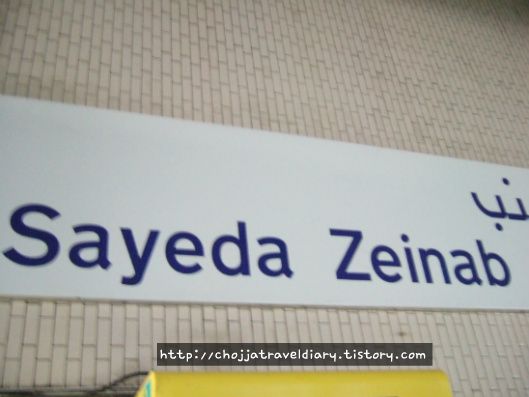 Sayeda Zeinab
http://chojjatraveldiary.tistory.com